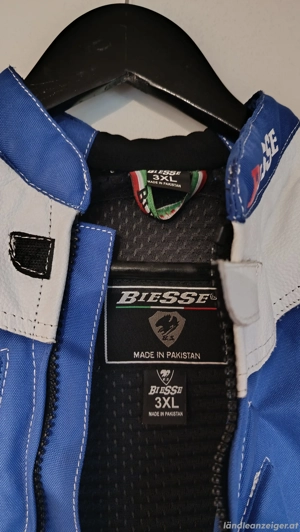 BIESSE
3XL
MADE IN PAKISTAN
BIESSE
MADE IN PAKISTAN
BIESSE
3XL
MADE IN PAKISTAN
ländleanzeiger.at